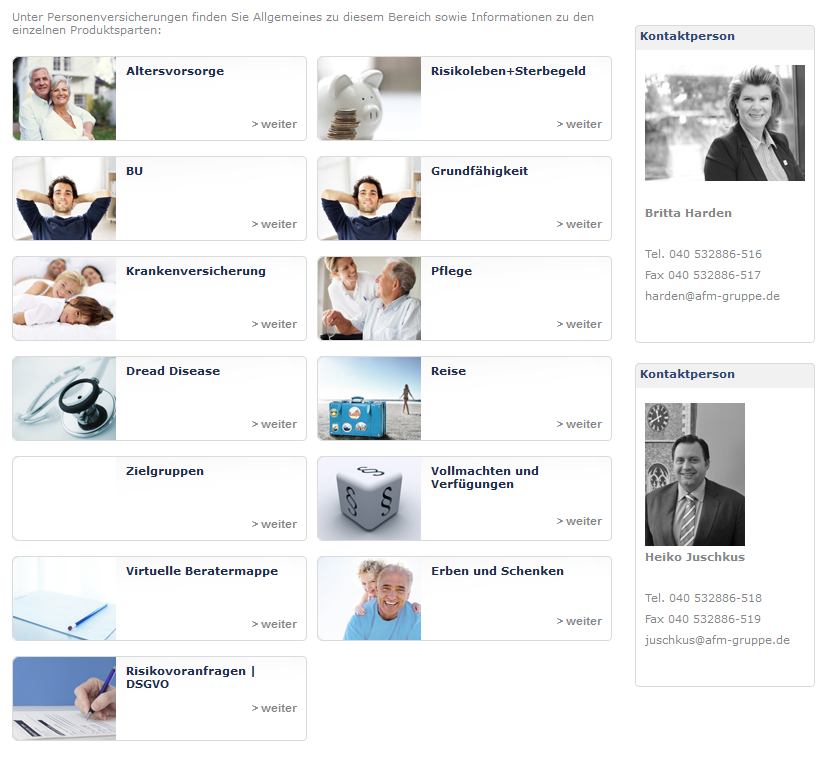 Unter Personenversicherungen finden Sie Allgemeines zu diesem Bereich sowie Informationen zu den
einzelnen Produktsparten:
Altersvorsorge
> weiter
Risikoleben+Sterbegeld
> weiter
BU
> weiter
Grundfähigkeit
> weiter
Krankenversicherung
> weiter
Pflege
> weiter
Dread Disease
> weiter
Reise
> weiter
Zielgruppen
> weiter
Vollmachten und
Verfügungen
> weiter
Virtuelle Beratermappe
> weiter
Erben und Schenken
> weiter
Risikovoranfragen |
DSGVO
> weiter
Kontaktperson
Britta Harden
Tel. 040 532886-516
Fax 040 532886-517
harden@afm-gruppe.de
Kontaktperson
Heiko Juschkus
Tel. 040 532886-518
Fax 040 532886-519
juschkus@afm-gruppe.de